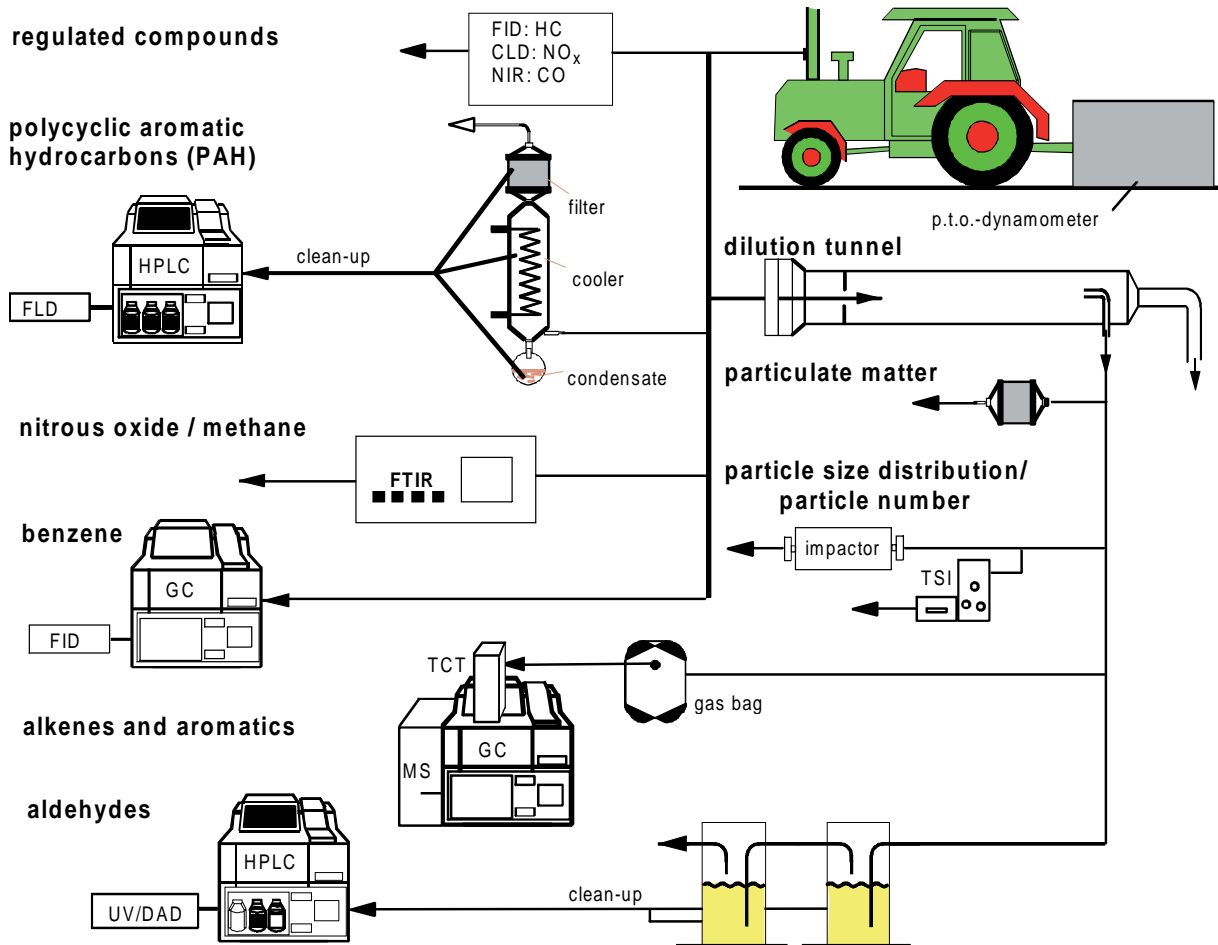 regulated compounds
FID: HC
CLD: NOx
NIR: CO
polycyclic aromatic
hydrocarbons (PAH)
filter
p.t.o.-dynamometer
dilution tunnel
HPLC
clean-up
cooler
FLD
condensate
particulate matter
nitrous oxide / methane
FTIR
particle size distribution/
particle number
benzene
impactor
GC
TSI
FID
TCT
gas bag
alkenes and aromatics
GC
MS
aldehydes
HPLC
clean-up
UV/DAD